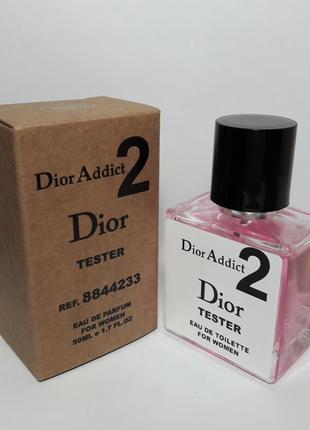 Dior Addict 2
Dior
TESTER
REF. 8844233
EAU DE PARFUM
FOR WOMEN
50ML e 1.7 FL.OZ
Dior Addict 2
Dior
TESTER
EAU DE TOILETTE
FOR WOMEN